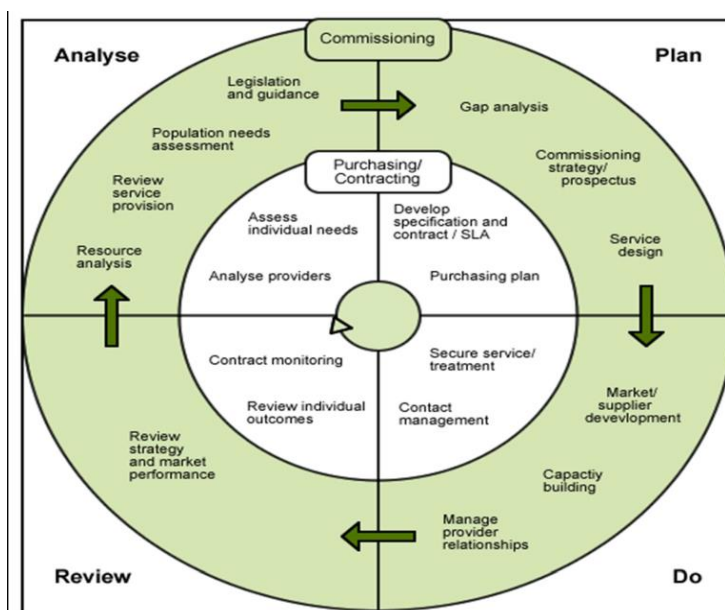 Analyse
Commissioning
Plan
Legislation
and guidance
Gap analysis
Population needs
assessment
Commissioning
strategy/
prospectus
Review
service
provision
Purchasing/
Contracting
Assess
individual needs
Develop
specification and
contract / SLA
Resource
analysis
Service
design
Analyse providers
Purchasing plan
Contract monitoring
Secure service/
treatment
Review individual
outcomes
Contact
management
Market/
supplier
devevlopment
Review
strategy
and market
performance
Capactiy
building
Manage
provider
relationships
Review
Do